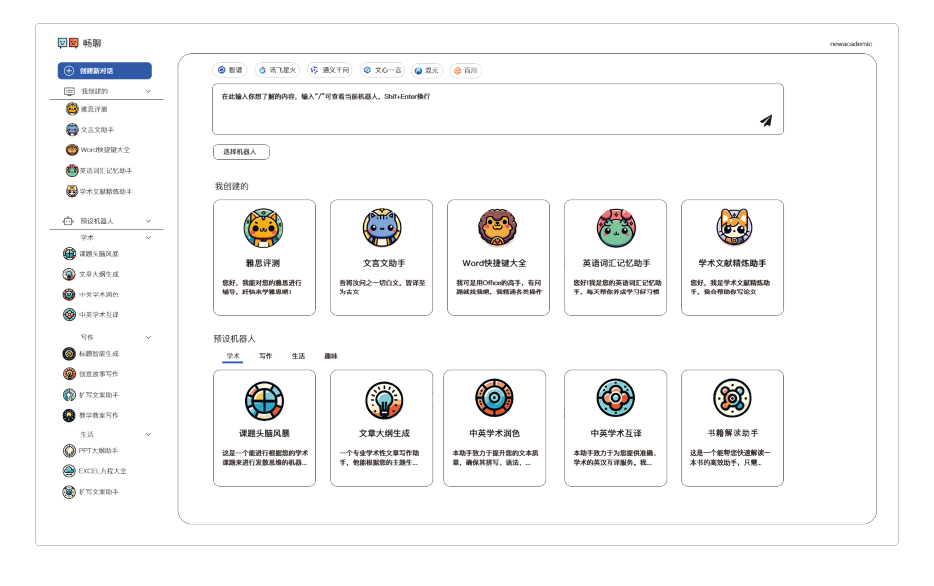 畅聊
newacademic
创建新对话
我创建的
雅思评测
文言文助手
Word快捷键大全
英语词汇记忆助手
学术文献精炼助手
预设机器人
学术
课题头脑风暴
文章大纲生成
中英学术润色
中英学术互译
写作
标题智能生成
创意故事写作
扩写文案助手
教学教案写作
生活
PPT大纲助手
EXCEL方程大全
扩写文案助手
智谱
讯飞星火
通义千问
文心一言
混元
百川
在此输入你想了解的内容，输入“/”可查看当前机器人，Shif+Enter换行
选择机器人
我创建的
雅思评测
您好，我能对您的雅思进行
辅导，赶快来学雅思吧！
文言文助手
吾将汝问之一切白文，皆译至
为古文
Word快捷键大全
我可是用Office的高手，有问
题就找我吧，我精通各类操作
英语词汇记忆助手
您好!我是您的英语词汇记忆助
手，每天帮你养成学习好习惯
学术文献精炼助手
您好，我是学术文献精炼助
手，我会帮助你写论文
预设机器人
学术
写作
生活
趣味
课题头脑风暴
这是一个能进行根据您的学术
课题来进行发散思维的机器...
文章大纲生成
一个专业学术性文章写作助
手，他能根据您的主题生...
中英学术润色
本助手致力于提升您的文本质
量，确保其拼写、语法、...
中英学术互译
本助手致力于为您提供准确、
学术的英汉互译服务，我...
书籍解读助手
这是一个能帮您快速解读一
本书的高效助手，只需...